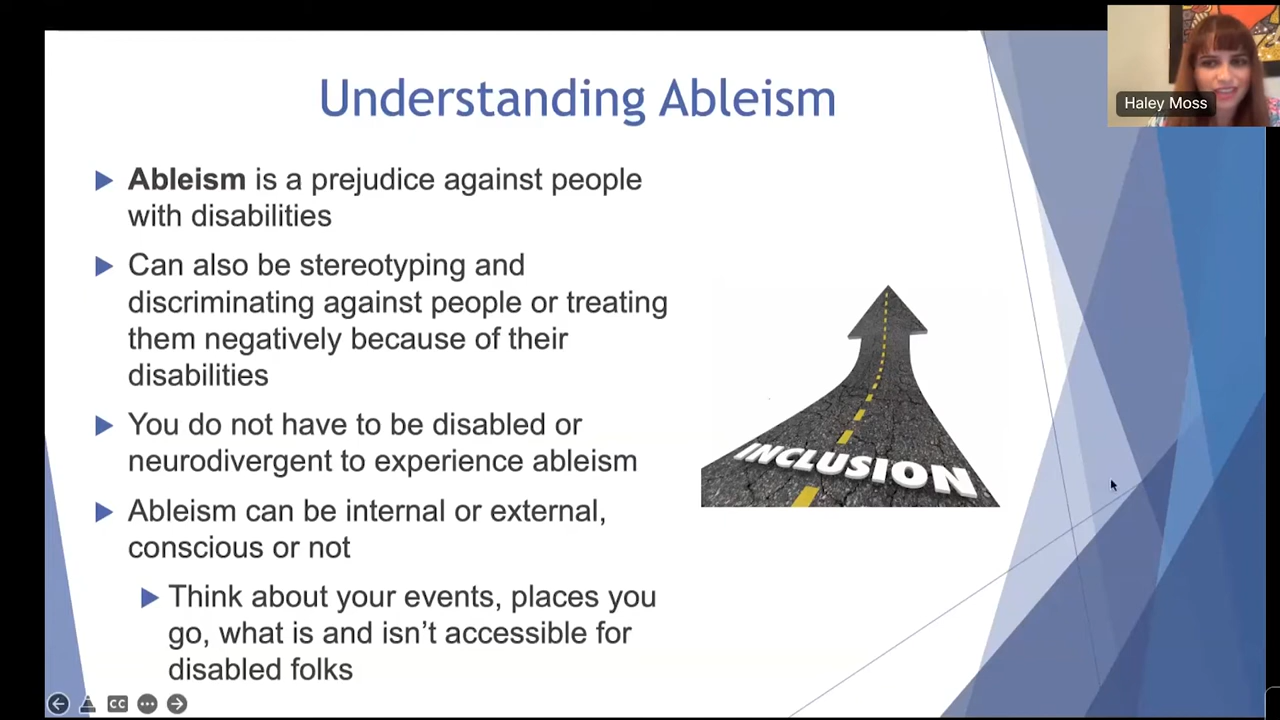 Understanding Ableism
Haley Moss
Ableism is a prejudice against people
with disabilities
Can also be stereotyping and
discriminating against people or treating
them negatively because of their
disabilities
You do not have to be disabled or
neurodivergent to experience ableism
Ableism can be internal or external,
conscious or not
Think about your events, places you
go, what is and isn’t accessible for
disabled folks
INCLUSION
CC